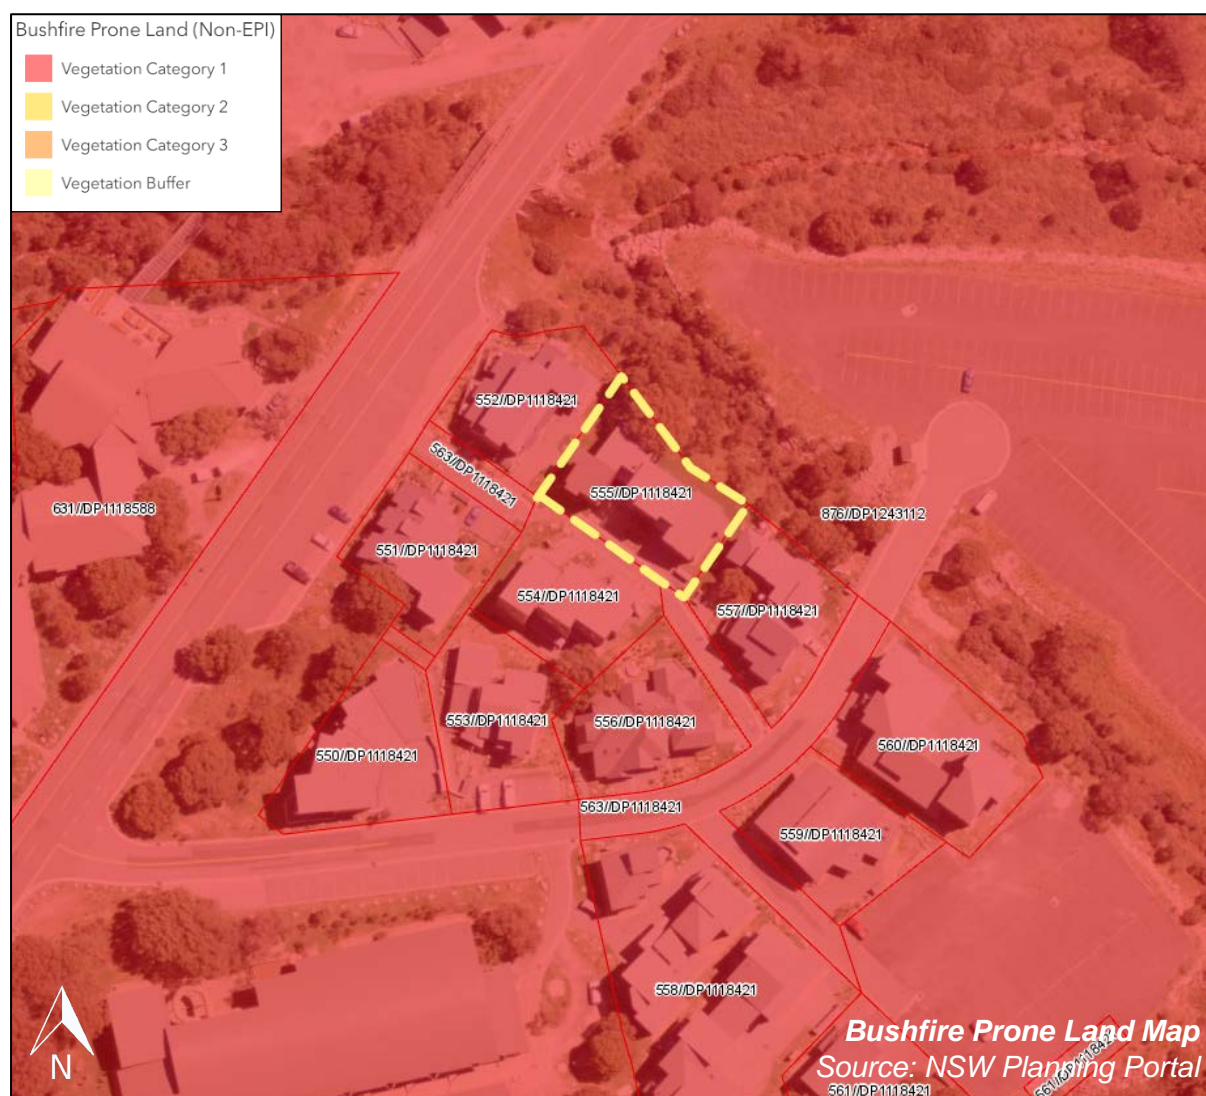 Bushfire Prone Land (Non-EPI)
Vegetation Category 1
Vegetation Category 2
Vegetation Category 3
Vegetation Buffer
552//DP1118421
563//DP1118421
555//DP1118421
631//DP1118588
876//DP1243112
551//DP1118421
554//DP1118421
557//DP1118421
553//DP1118421
556//DP1118421
550//DP1118421
560//DP1118421
563//DP1118421
559//DP1118421
558//DP1118421
N
Bushfire Prone Land Map
Source: NSW Planning Portal
561//DP1118421
561//DP1118421